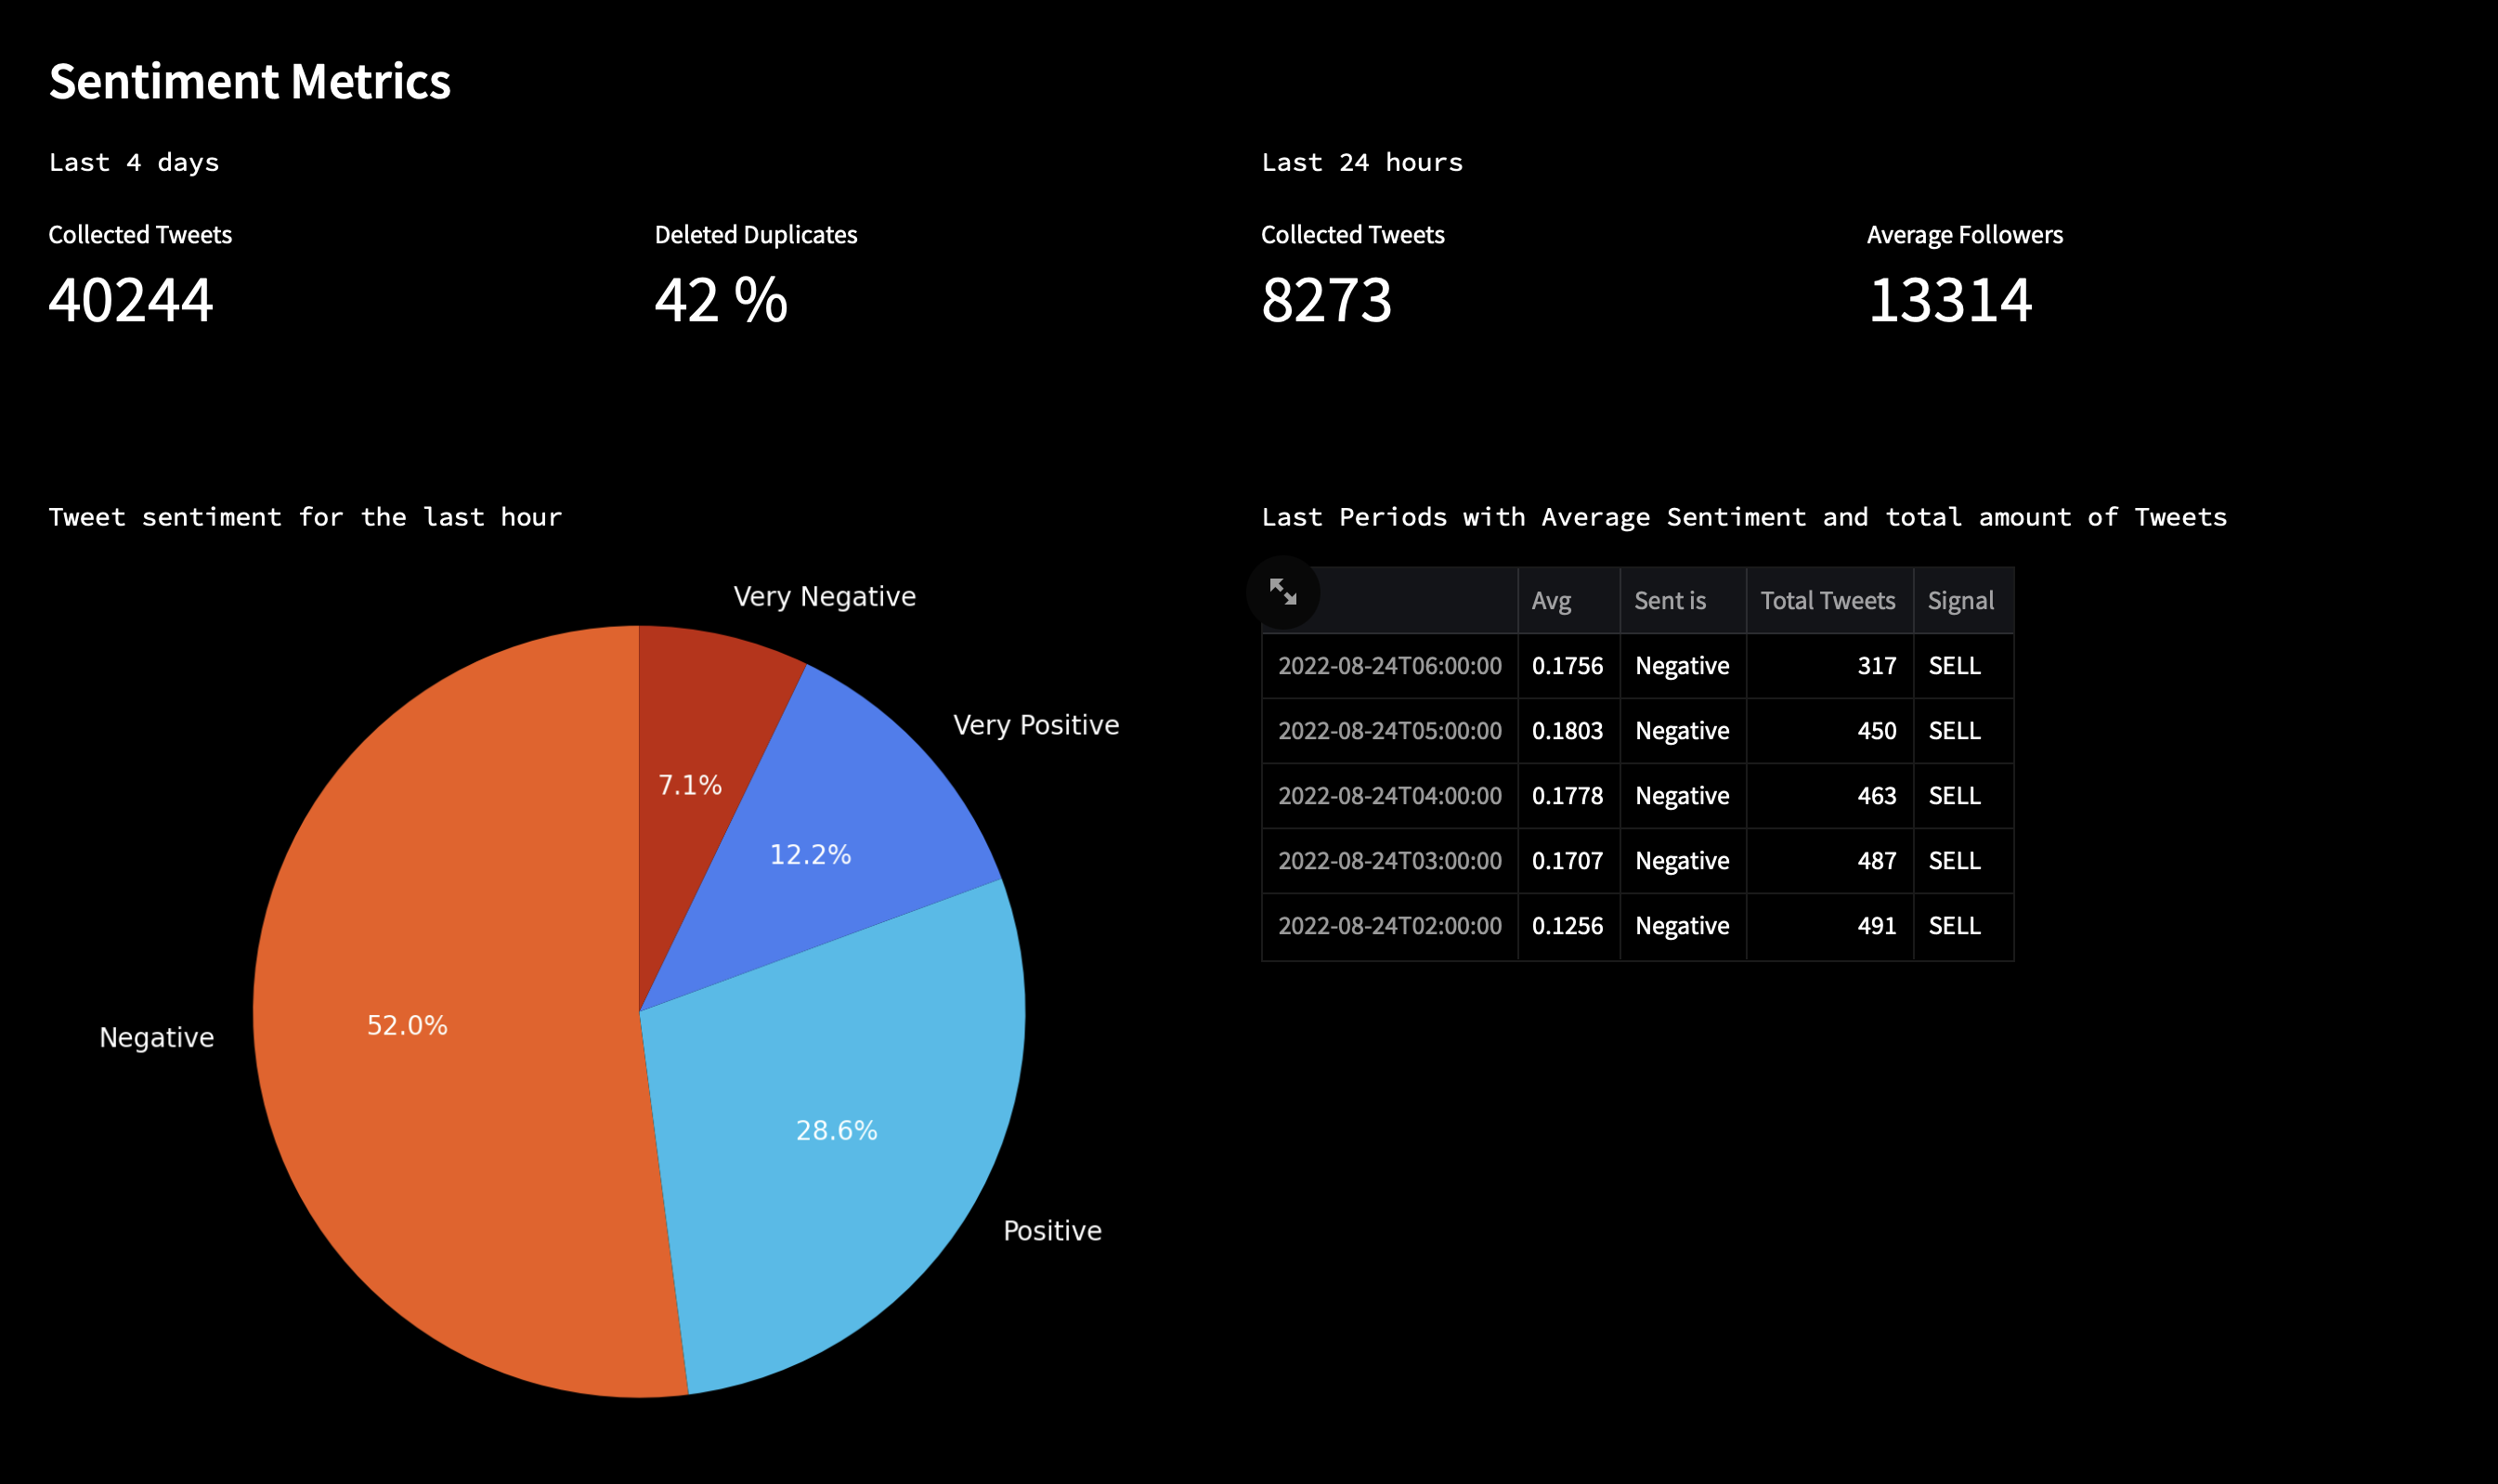 Sentiment Metrics
Last 4 days
Last 24 hours
Collected Tweets
Deleted Duplicates
Collected Tweets
Average Followers
40244
42 %
8273
13314
Tweet sentiment for the last hour
Very Negative
Very Positive
7.1%
12.2%
52.0%
Negative
28.6%
Positive
Last Periods with Average Sentiment and total amount of Tweets
Avg Sent is Total Tweets Signal
2022-08-24T06:00:00 0.1756 Negative 317 SELL
2022-08-24T05:00:00 0.1803 Negative 450 SELL
2022-08-24T04:00:00 0.1778 Negative 463 SELL
2022-08-24T03:00:00 0.1707 Negative 487 SELL
2022-08-24T02:00:00 0.1256 Negative 491 SELL